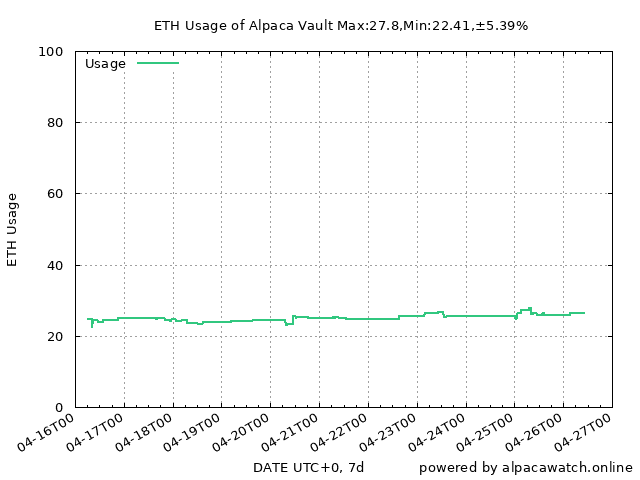 ETH Usage of Alpaca Vault Max:27.8,Min:22.41,±5.39%
Usage
100
80
60
40
20
0
ETH Usage
04-16T00
04-17T00
04-18T00
04-19T00
04-20T00
04-21T00
04-22T00
04-23T00
04-24T00
04-25T00
04-26T00
04-27T00
DATE UTC+0, 7d
powered by alpacawatch.online